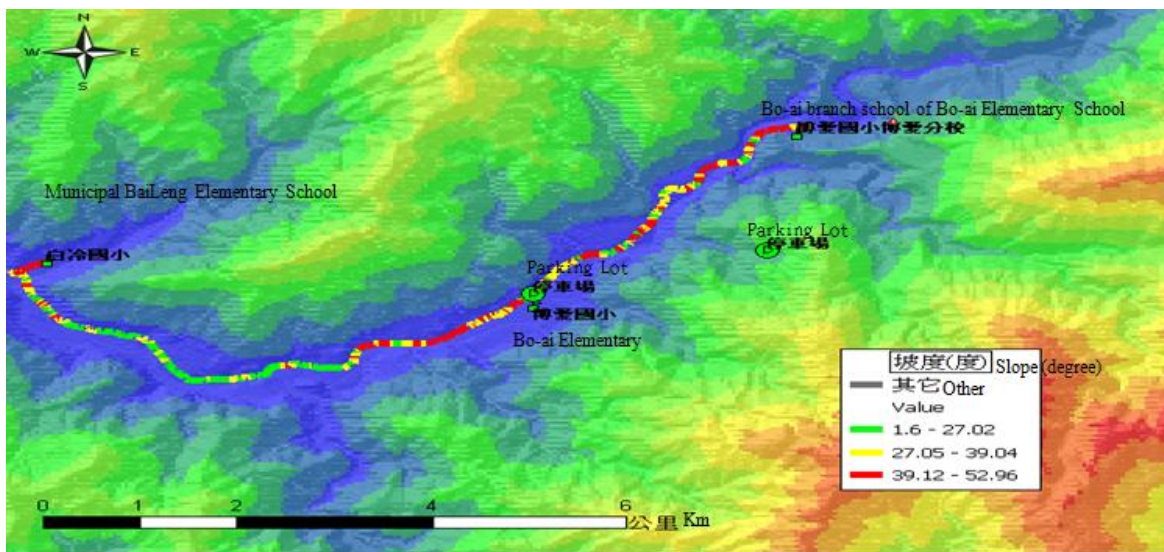 N
W E
S
Bo-ai branch school of Bo-ai Elementary School
博愛國小博愛分校
Municipal BaiLeng Elementary School
白冷國小
Parking Lot
停車場
Parking Lot
停車場
博愛國小
Bo-ai Elementary
坡度(度) Slope (degree)
其它 Other
Value
1.6 - 27.02
27.05 - 39.04
39.12 - 52.96
0 2 4 6
公里 Km